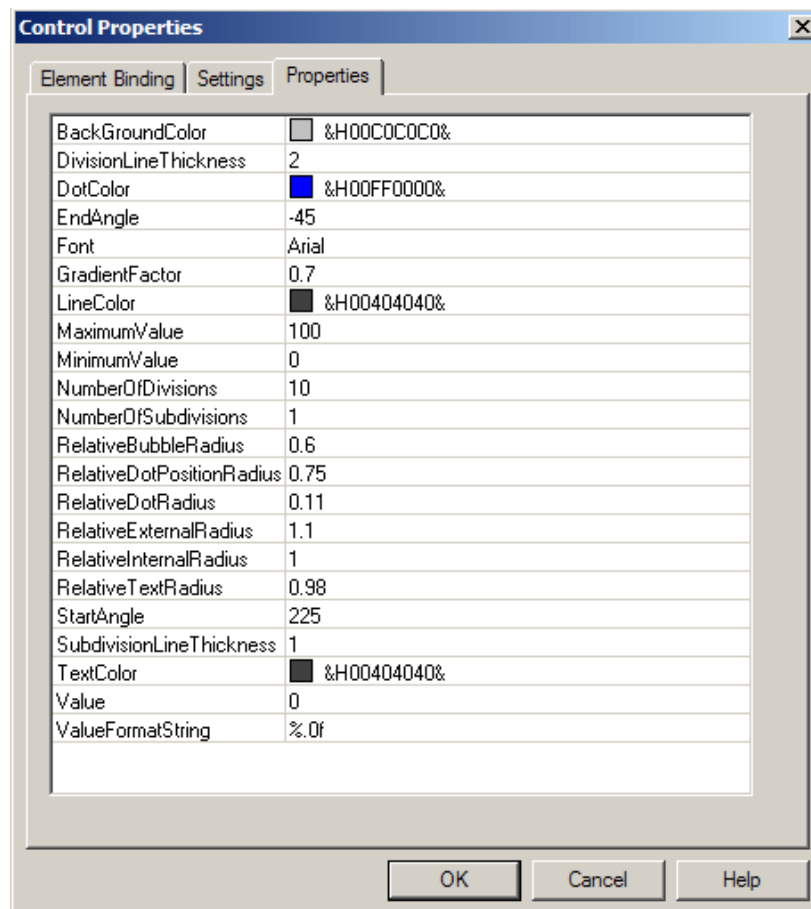 Control Properties
Element Binding Settings Properties
BackGroundColor &H00C0C0C0&
DivisionLineThickness 2
DotColor &H00FF0000&
EndAngle -45
Font Arial
GradientFactor 0.7
LineColor &H00404040&
MaximumValue 100
MinimumValue 0
NumberOfDivisions 10
NumberOfSubdivisions 1
RelativeBubbleRadius 0.6
RelativeDotPositionRadius 0.75
RelativeDotRadius 0.11
RelativeExternalRadius 1.1
RelativeInternalRadius 1
RelativeTextRadius 0.98
StartAngle 225
SubdivisionLineThickness 1
TextColor &H00404040&
Value 0
ValueFormatString %.0f
OK Cancel Help